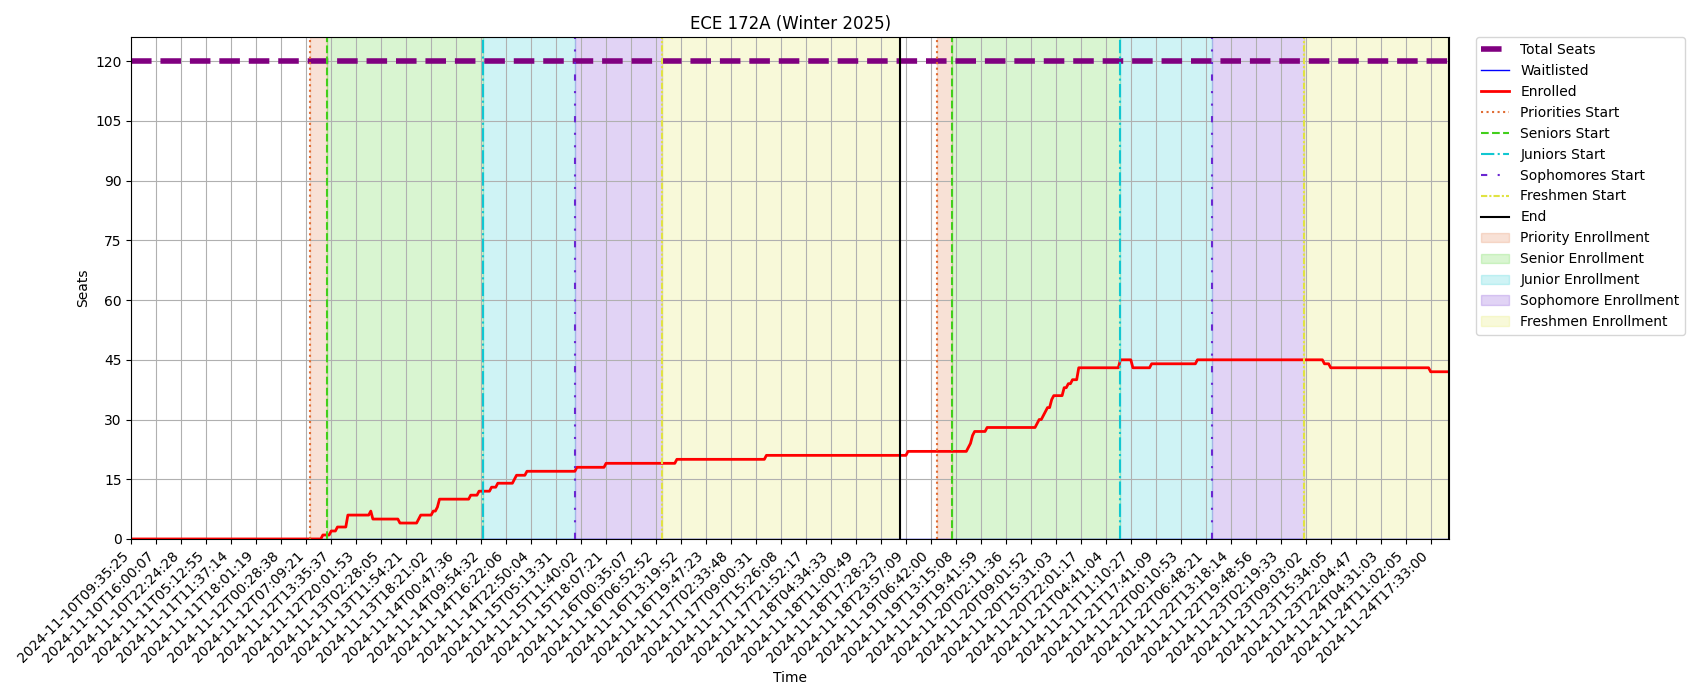 ECE 172A (Winter 2025)
Seats
120
105
90
75
60
45
30
15
0
2024-11-10T09:35:25
2024-11-10T16:00:07
2024-11-10T22:24:28
2024-11-11T05:12:55
2024-11-11T11:37:14
2024-11-11T18:01:19
2024-11-12T00:28:38
2024-11-12T07:09:21
2024-11-12T13:35:37
2024-11-12T20:01:53
2024-11-13T02:28:05
2024-11-13T11:54:21
2024-11-13T18:21:02
2024-11-14T00:47:36
2024-11-14T09:54:32
2024-11-14T16:22:06
2024-11-14T22:50:04
2024-11-15T05:13:31
2024-11-15T11:40:02
2024-11-15T18:07:21
2024-11-16T00:35:07
2024-11-16T06:52:52
2024-11-16T13:19:52
2024-11-16T19:47:23
2024-11-17T02:33:48
2024-11-17T09:00:31
2024-11-17T15:26:08
2024-11-17T21:52:17
2024-11-18T04:34:33
2024-11-18T11:00:49
2024-11-18T17:28:23
2024-11-18T23:57:09
2024-11-19T06:42:00
2024-11-19T13:15:08
2024-11-19T19:41:59
2024-11-20T02:11:36
2024-11-20T09:01:52
2024-11-20T15:31:03
2024-11-20T22:01:17
2024-11-21T04:41:04
2024-11-21T11:10:27
2024-11-21T17:41:09
2024-11-22T00:10:53
2024-11-22T06:48:21
2024-11-22T13:18:14
2024-11-22T19:48:56
2024-11-23T02:19:33
2024-11-23T09:03:02
2024-11-23T15:34:05
2024-11-23T22:04:47
2024-11-24T04:31:03
2024-11-24T11:02:05
2024-11-24T17:33:00
Time
Total Seats
Waitlisted
Enrolled
Priorities Start
Seniors Start
Juniors Start
Sophomores Start
Freshmen Start
End
Priority Enrollment
Senior Enrollment
Junior Enrollment
Sophomore Enrollment
Freshmen Enrollment